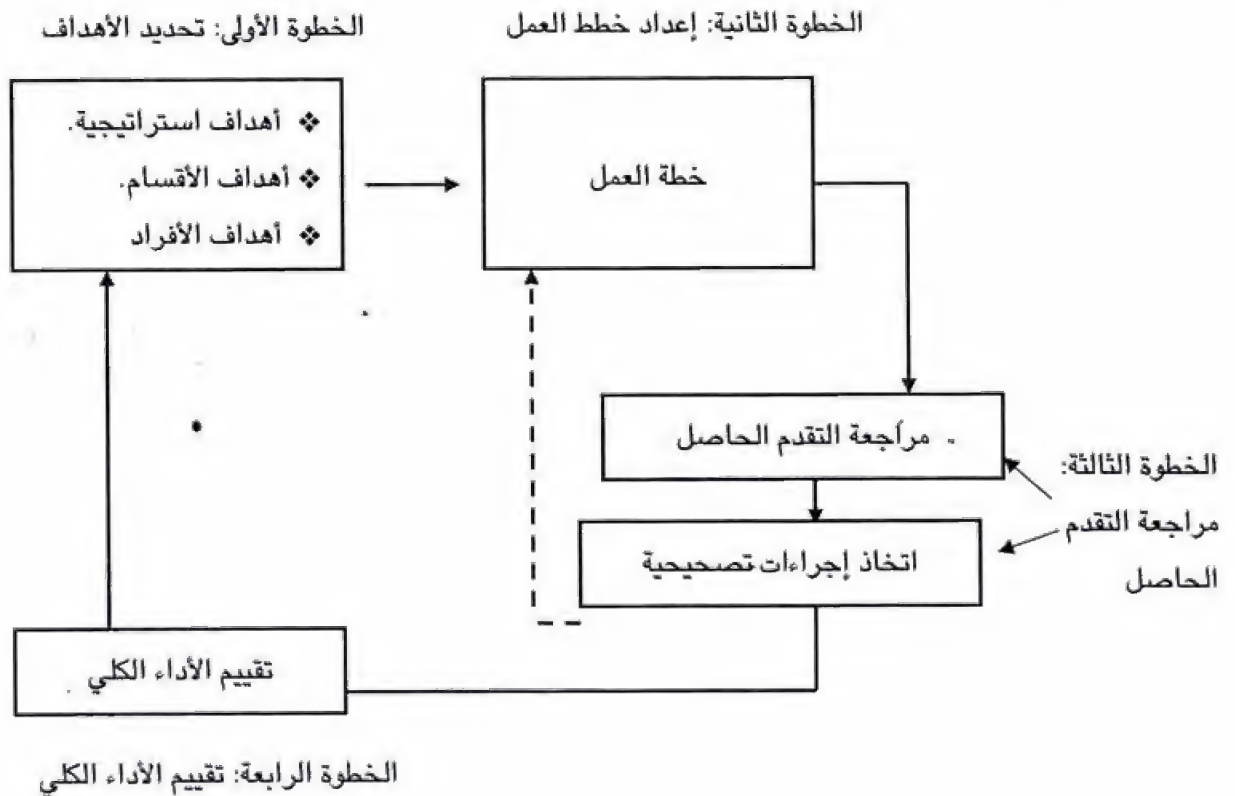 الخطوة الأولى: تحديد الأهداف
❖ أهداف استراتيجية.
❖ أهداف الأقسام.
❖ أهداف الأفراد
الخطوة الثانية: إعداد خطط العمل
خطة العمل
مراجعة التقدم الحاصل
اتخاذ إجراءات تصحيحية
الخطوة الثالثة:
مراجعة التقدم
الحاصل
تقييم الأداء الكلي
الخطوة الرابعة: تقييم الأداء الكلي